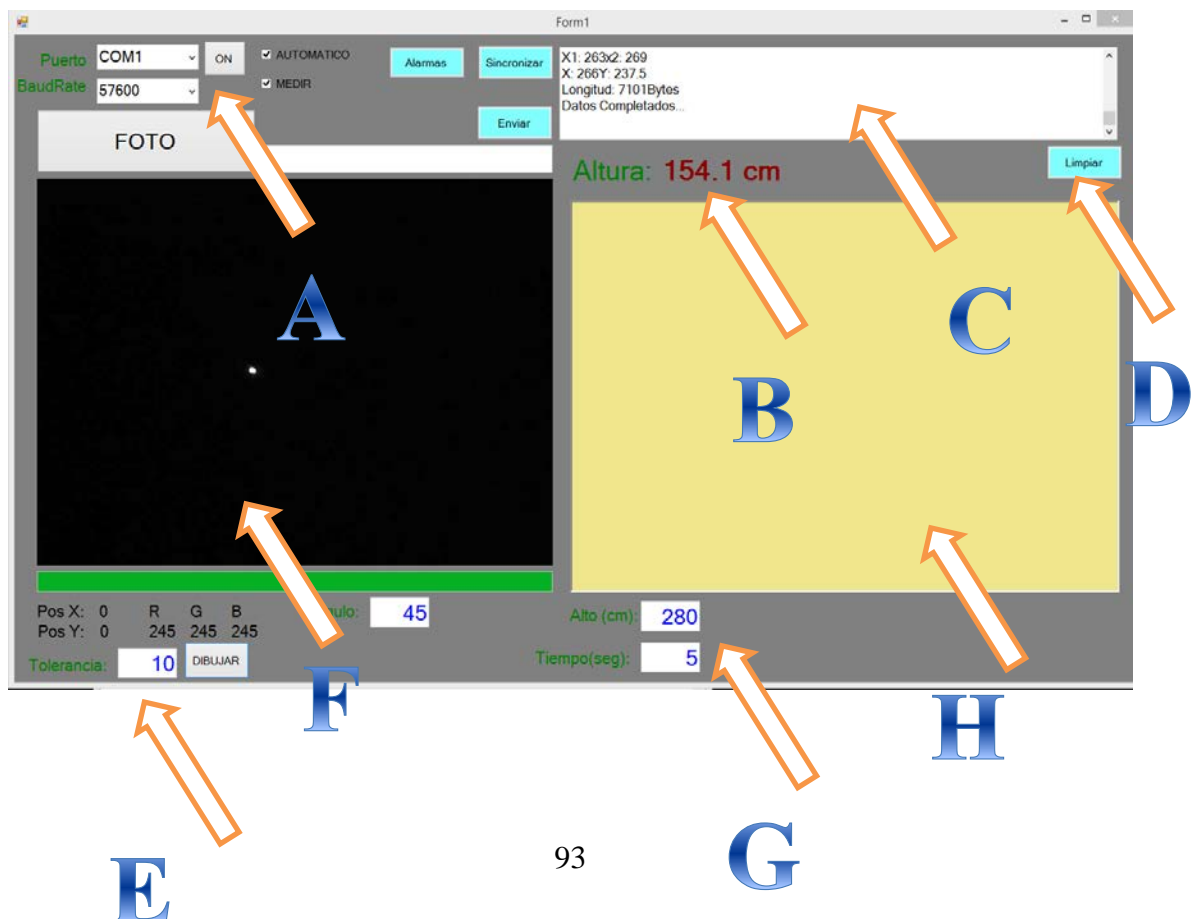 Form1
Puerto COM1 ON AUTOMATICO Alarmas Sincronizar
BaudRate 57600 MEDIR
FOTO Enviar
X1: 263x2: 269
X: 266Y: 237.5
Longitud: 7101Bytes
Datos Completados...
Altura: 154.1 cm Limpiar
A
B
C
D
Pos X: 0 R G B
Pos Y: 0 245 245 245
45
Tolerancia: 10 DIBUJAR
Alto (cm): 280
Tiempo(seg): 5
F
H
E
G
93